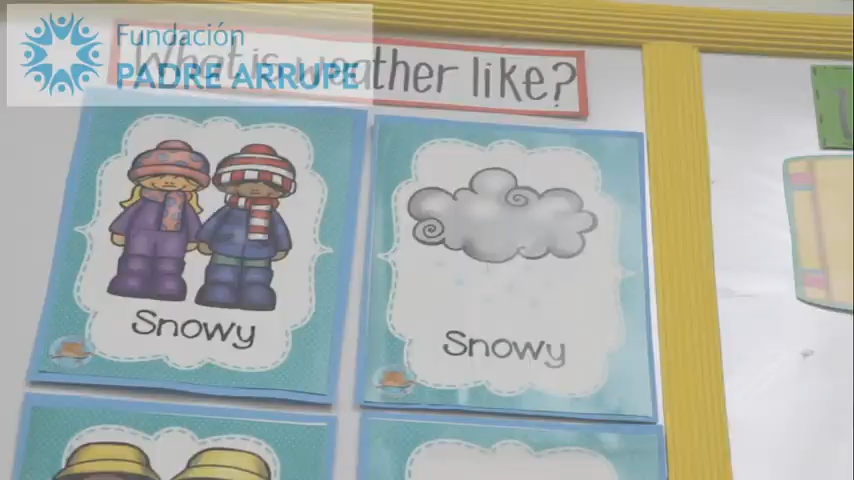 Fundación
PADRE ARRUPE
What is weather like?
Snowy
Snowy